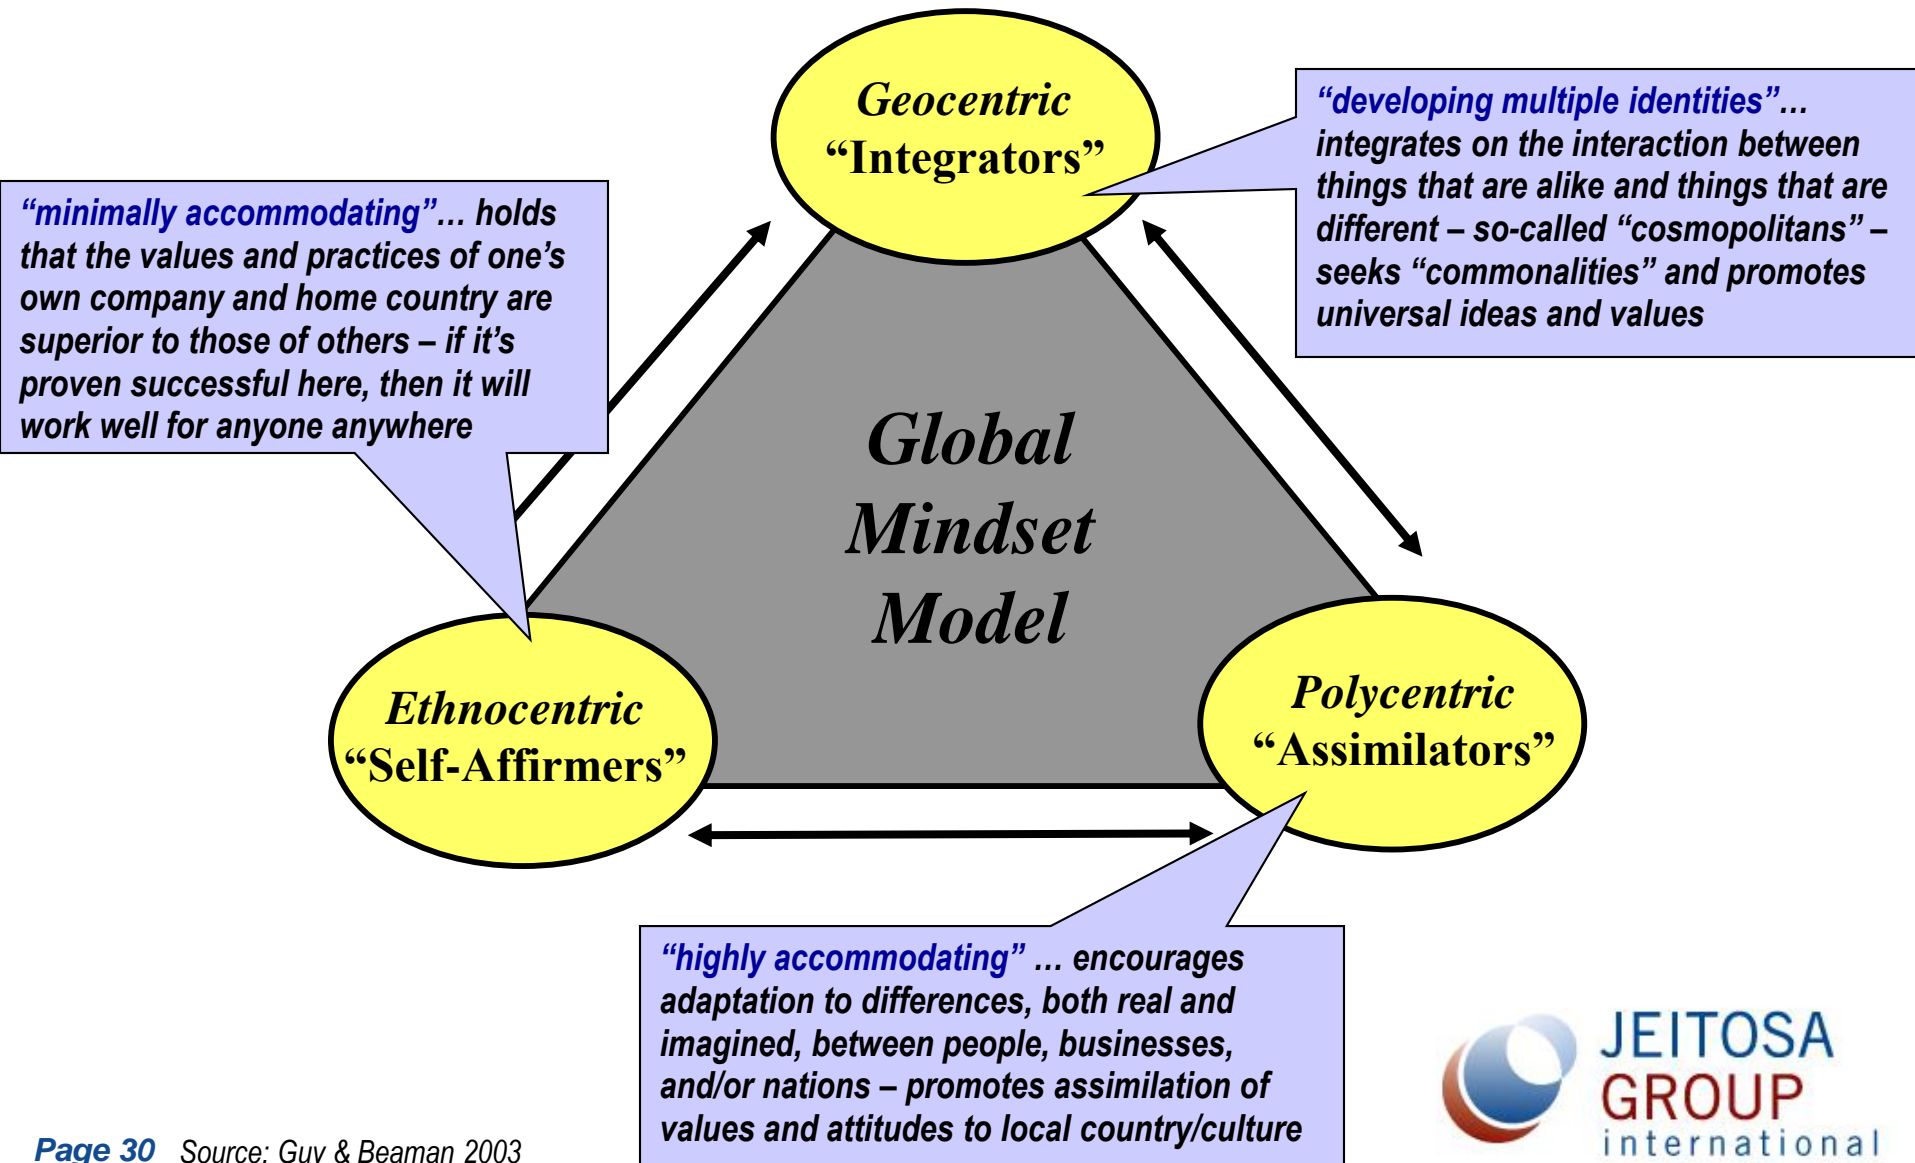 Geocentric
“Integrators”
“developing multiple identities”…
integrates on the interaction between
things that are alike and things that are
different – so-called “cosmopolitans” –
seeks “commonalities” and promotes
universal ideas and values
“minimally accommodating”… holds
that the values and practices of one’s
own company and home country are
superior to those of others – if it’s
proven successful here, then it will
work well for anyone anywhere
Global
Mindset
Model
Ethnocentric
“Self-Affirmers”
Polycentric
“Assimilators”
“highly accommodating” … encourages
adaptation to differences, both real and
imagined, between people, businesses,
and/or nations – promotes assimilation of
values and attitudes to local country/culture
JEITOSA
GROUP
international
Page 30 Source: Guy & Beaman 2003